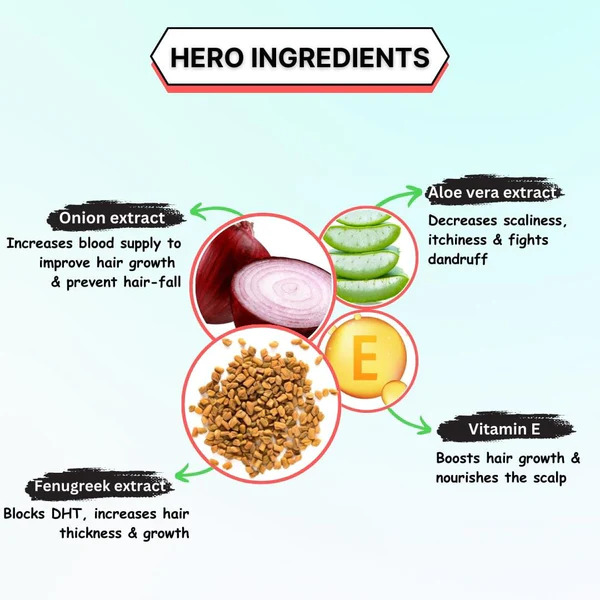 HERO INGREDIENTS
Onion extract
Increases blood supply to
improve hair growth
& prevent hair-fall
Aloe vera extract
Decreases scaliness,
itchiness & fights
dandruff
E
Vitamin E
Boosts hair growth &
nourishes the scalp
Fenugreek extract
Blocks DHT, increases hair
thickness & growth